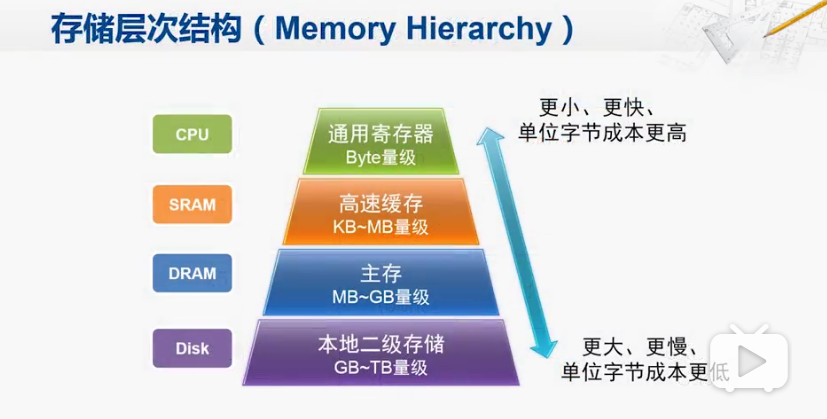 存储层次结构（Memory Hierarchy）
更小、更快、
单位字节成本更高
CPU
通用寄存器
Byte量级
SRAM
高速缓存
KB~MB量级
DRAM
主存
MB~GB量级
Disk
本地二级存储
GB~TB量级
更大、更慢、
单位字节成本更低